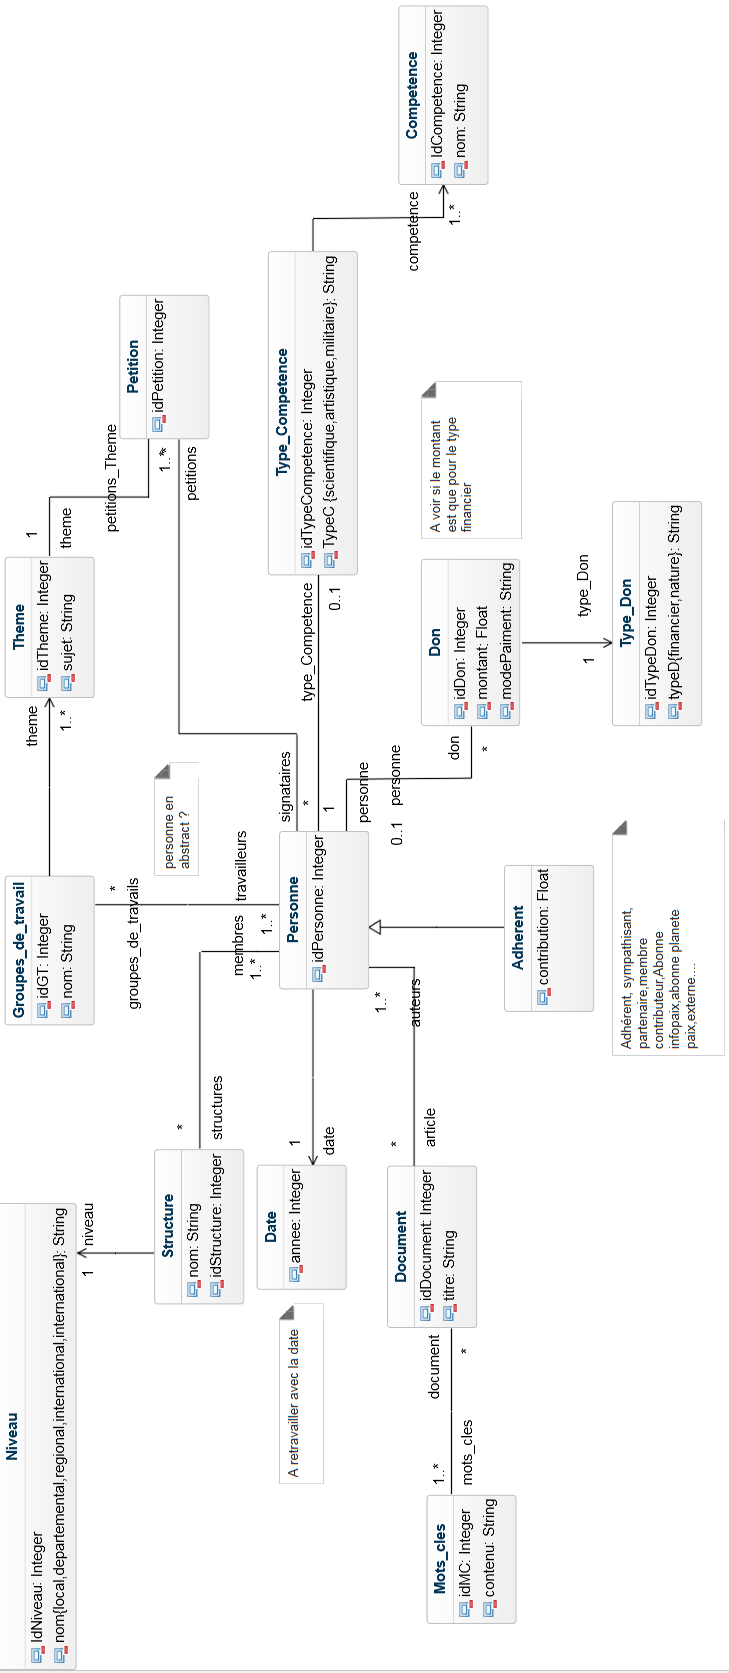 Niveau
IdNiveau: Integer
nom{local,departemental,regional,international,international}: String
1
niveau
Structure
nom: String
idStructure: Integer
*
structures
membres
1..*
Groupes_de_travail
idGT: Integer
nom: String
*
groupes_de_travails
travailleurs
1..*
theme
1..*
Theme
idTheme: Integer
sujet: String
1
theme
petitions_Theme
1..*
*
petitions
Petition
idPetition: Integer
personne en
abstract ?
signataires
*
Personne
idPersonne: Integer
1
type_Competence
0..1
Type_Competence
idTypeCompetence: Integer
TypeC {scientifique,artistique,militaire}: String
competence
1..*
Competence
IdCompetence: Integer
nom: String
Date
annee: Integer
1
date
A retravailler avec la date
Document
idDocument: Integer
titre: String
*
article
1..*
auteurs
document
*
1..*
mots_cles
Mots_cles
idMC: Integer
contenu: String
Adherent
contribution: Float
Adhérent, sympathisant,
partenaire,membre
contributeur,Abonne
infopaix,abonne planete
paix,externe....
personne
0..1
personne
don
*
Don
idDon: Integer
montant: Float
modePaiment: String
A voir si le montant
est que pour le type
financier
1
type_Don
Type_Don
idTypeDon: Integer
typeD{financier,nature}: String